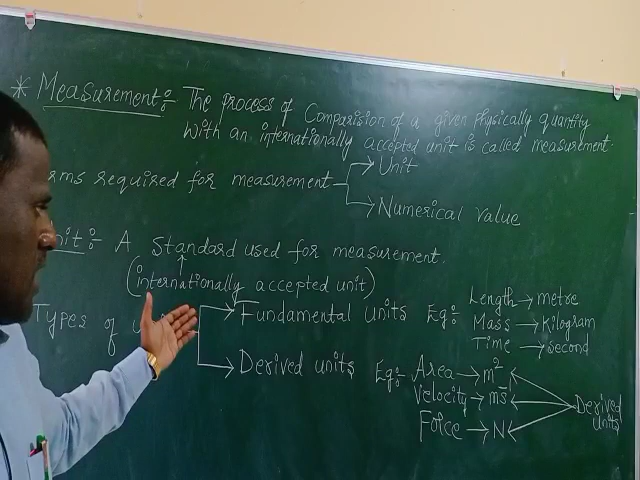 * Measurement:- The process of Comparision of a given physically quantity
with an internationally accepted unit is called measurement.
rms required for measurement
Unit
Numerical value
nit:- A Standard used for measurement.
(internationally accepted unit)
Types of u
Fundamental units Eg:- Length → metre
Mass → Kilogram
Time → Second
Derived units Eg:- Area → m²
Velocity → ms̄
Force → N
Derived
units